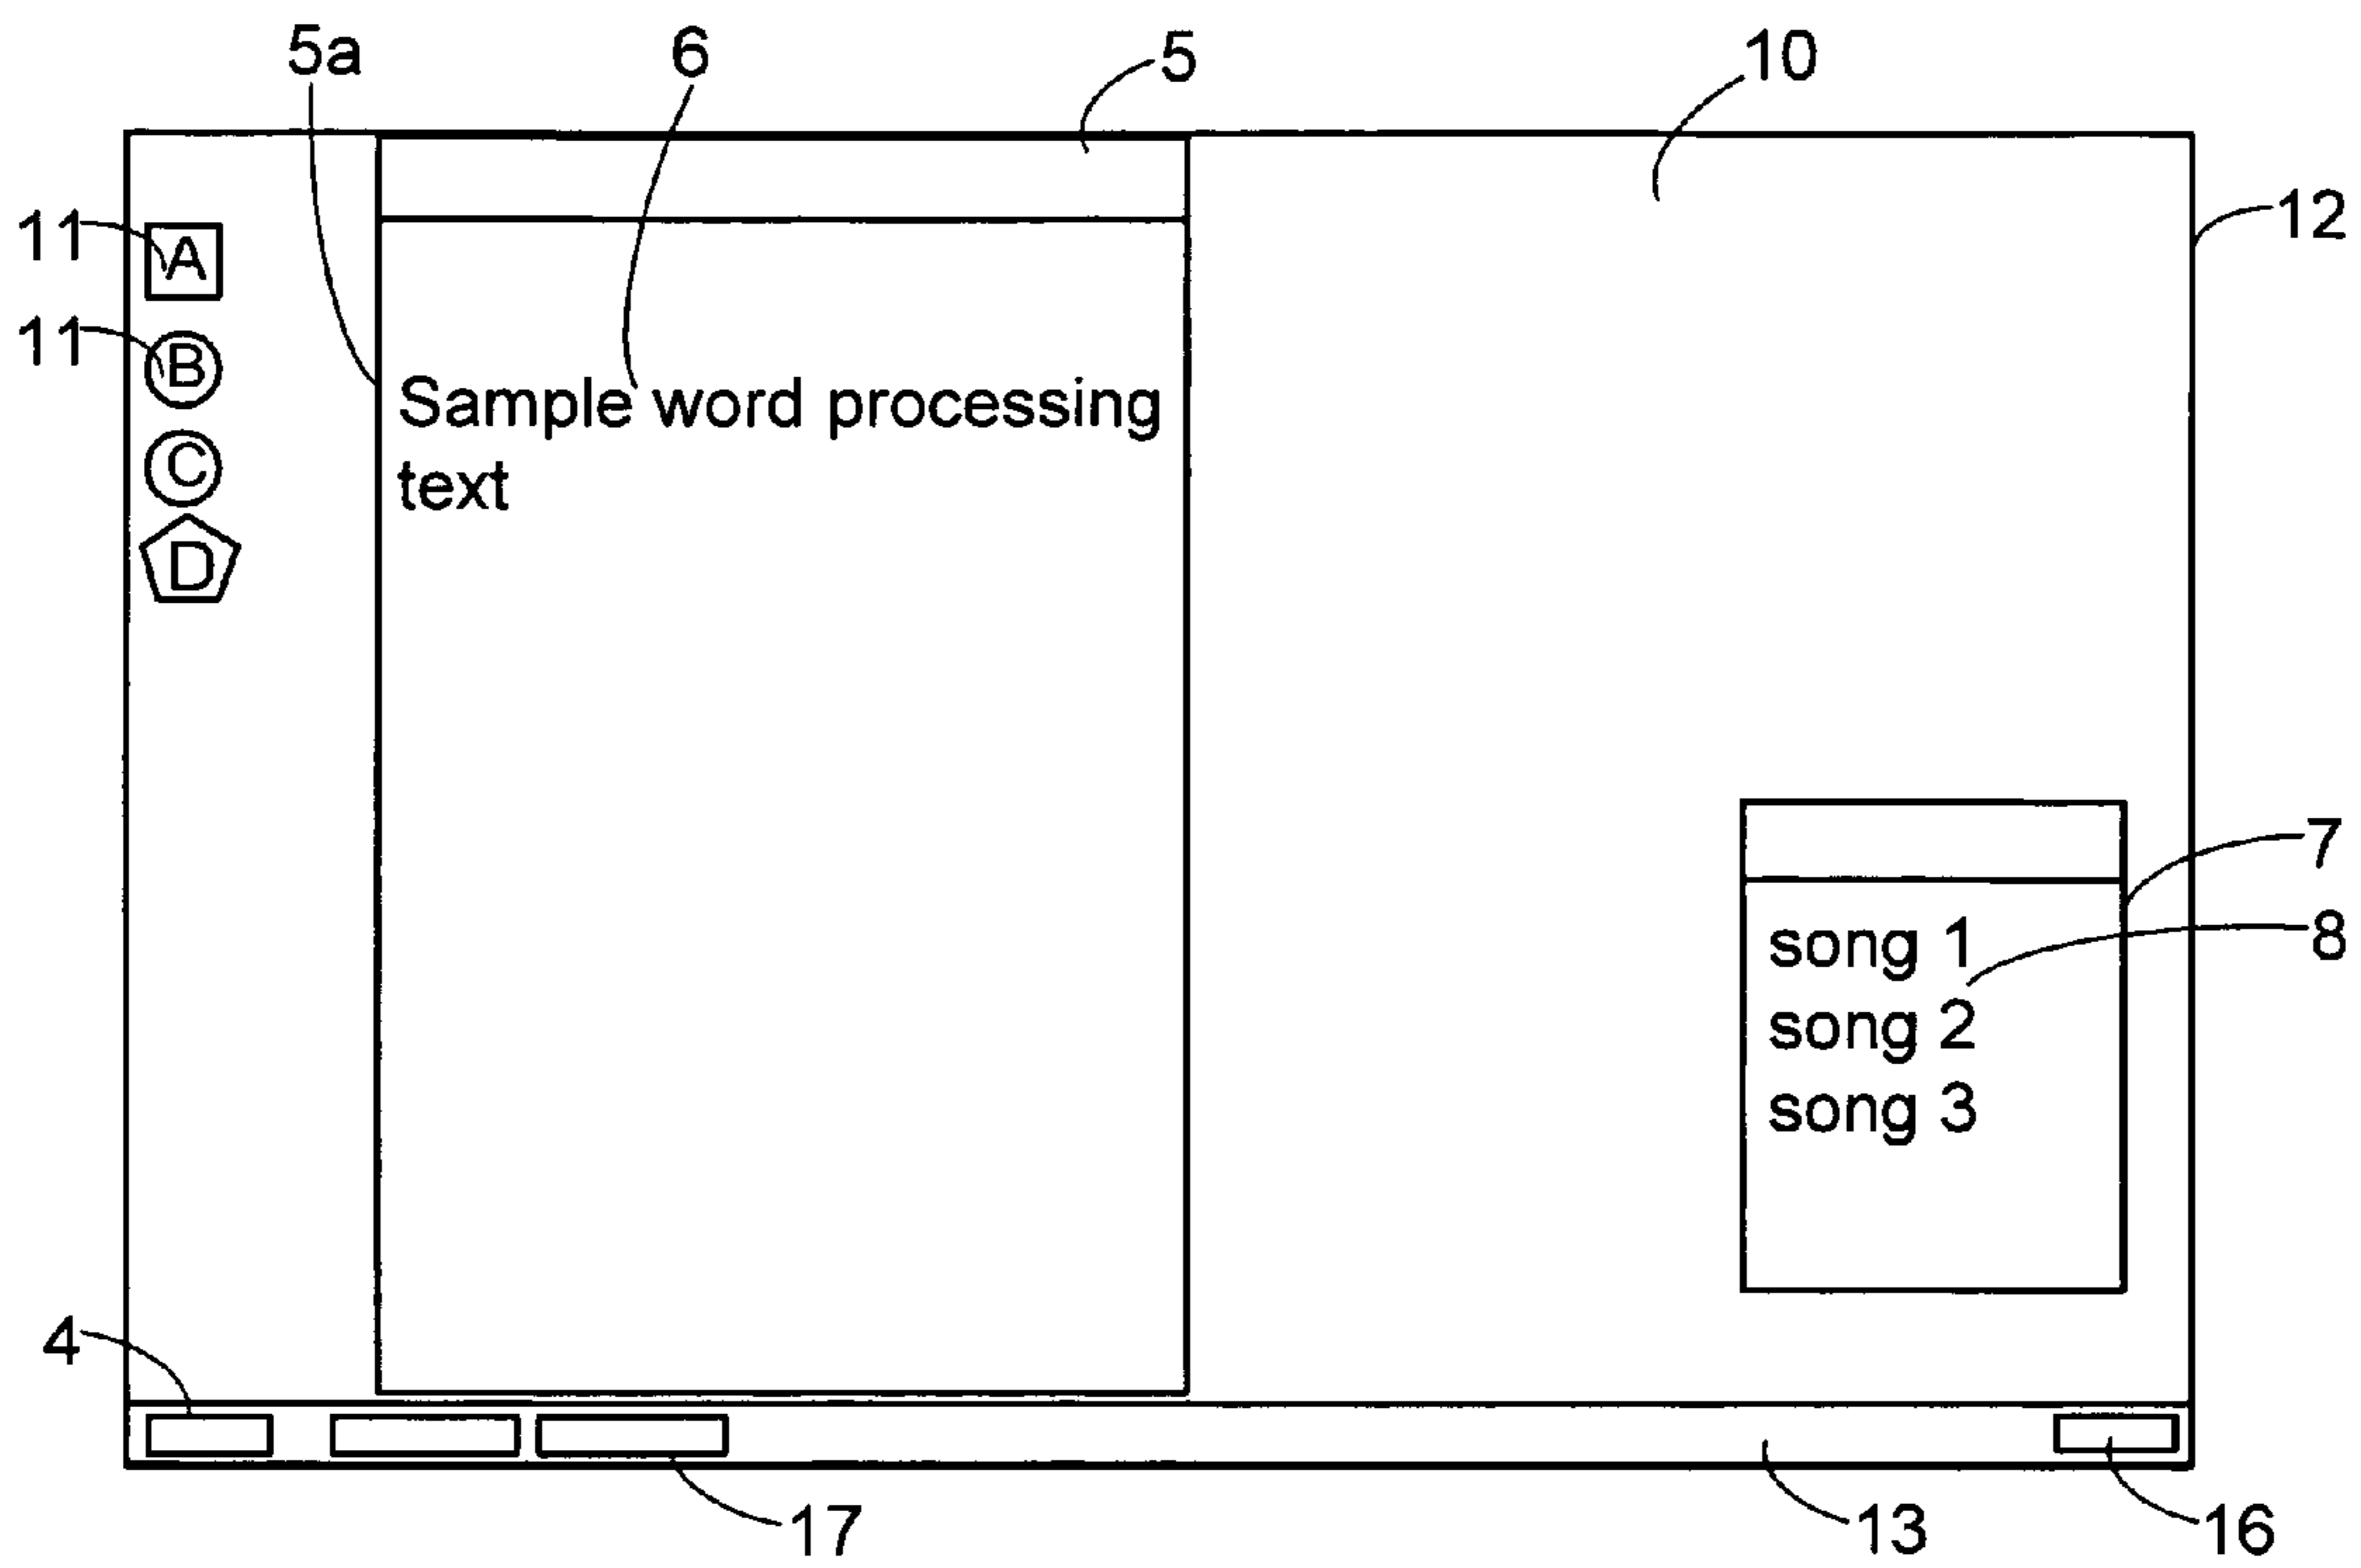 5a
6
5
10
12
11
A
11
B
C
D
Sample word processing
text
7
8
song 1
song 2
song 3
4
17
13
16